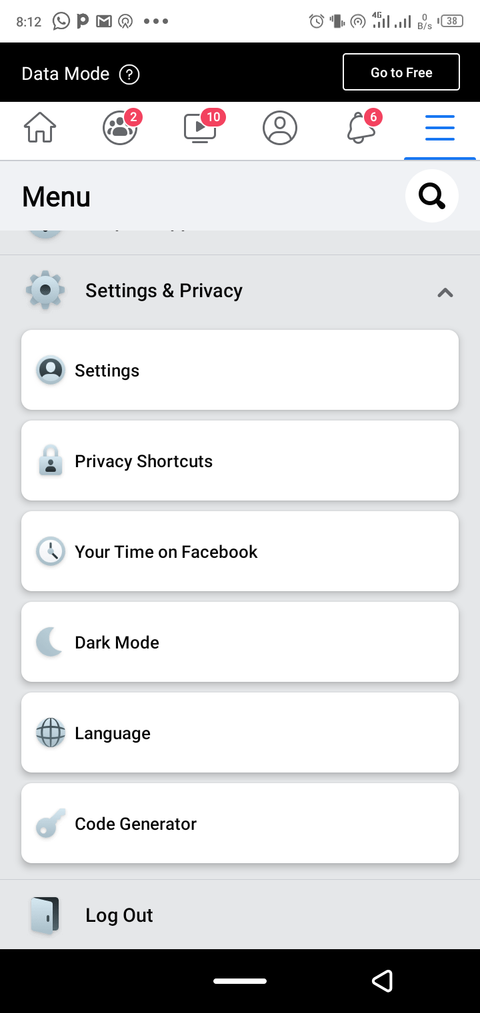 8:12
4G
0
B/s
38
Data Mode ?
Go to Free
2
10
6
Menu
Settings & Privacy
Settings
Privacy Shortcuts
Your Time on Facebook
Dark Mode
Language
Code Generator
Log Out